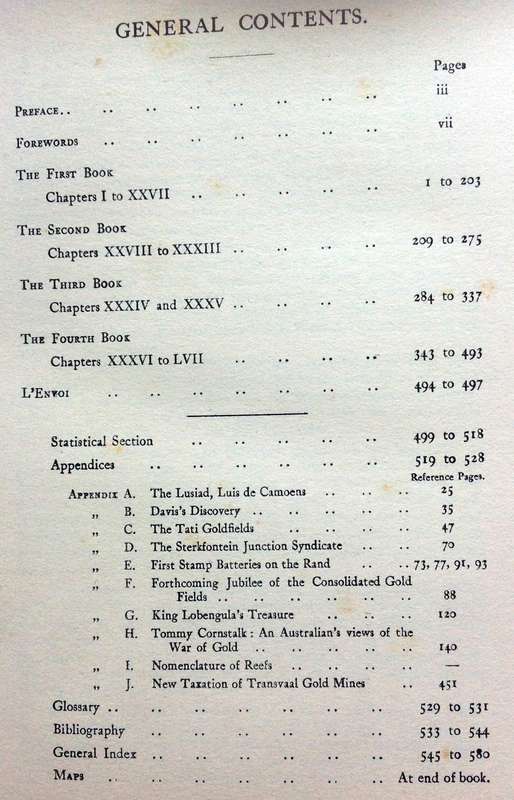 GENERAL CONTENTS.
Pages
PREFACE.. .. .. .. .. .. .. .. iii
FOREWORDS .. .. .. .. .. .. .. vii
THE FIRST BOOK
Chapters I to XXVII .. .. .. .. .. 1 to 203
THE SECOND BOOK
Chapters XXVIII to XXXIII .. .. .. .. 209 to 275
THE THIRD BOOK
Chapters XXXIV and XXXV .. .. .. .. 284 to 337
THE FOURTH BOOK
Chapters XXXVI to LVII .. .. .. .. 343 to 493
L'ENVOI .. .. .. .. .. .. .. 494 to 497
Statistical Section .. .. .. .. .. 499 to 518
Appendices .. .. .. .. .. .. 519 to 528
Reference Pages.
APPENDIX A. The Lusiad, Luis de Camoens .. .. .. 25
„ B. Davis's Discovery .. .. .. .. .. 35
„ C. The Tati Goldfields .. .. .. .. 47
„ D. The Sterkfontein Junction Syndicate .. .. 70
„ E. First Stamp Batteries on the Rand .. .. 73, 77, 91, 93
„ F. Forthcoming Jubilee of the Consolidated Gold
Fields .. .. .. .. .. .. 88
„ G. King Lobengula's Treasure .. .. .. 120
„ H. Tommy Cornstalk : An Australian's views of the
War of Gold .. .. .. .. .. 140
„ I. Nomenclature of Reefs .. .. .. .. —
„ J. New Taxation of Transvaal Gold Mines .. 451
Glossary .. .. .. .. .. .. .. 529 to 531
Bibliography .. .. .. .. .. .. 533 to 544
General Index .. .. .. .. .. .. 545 to 580
MAPS .. .. .. .. .. .. .. At end of book.